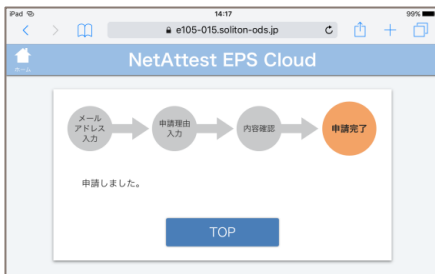 iPad 14:17 99%
e105-015.soliton-ods.jp
ホーム
NetAttest EPS Cloud
メール
アドレス
入力
申請理由
入力
内容確認
申請完了
申請しました。
TOP